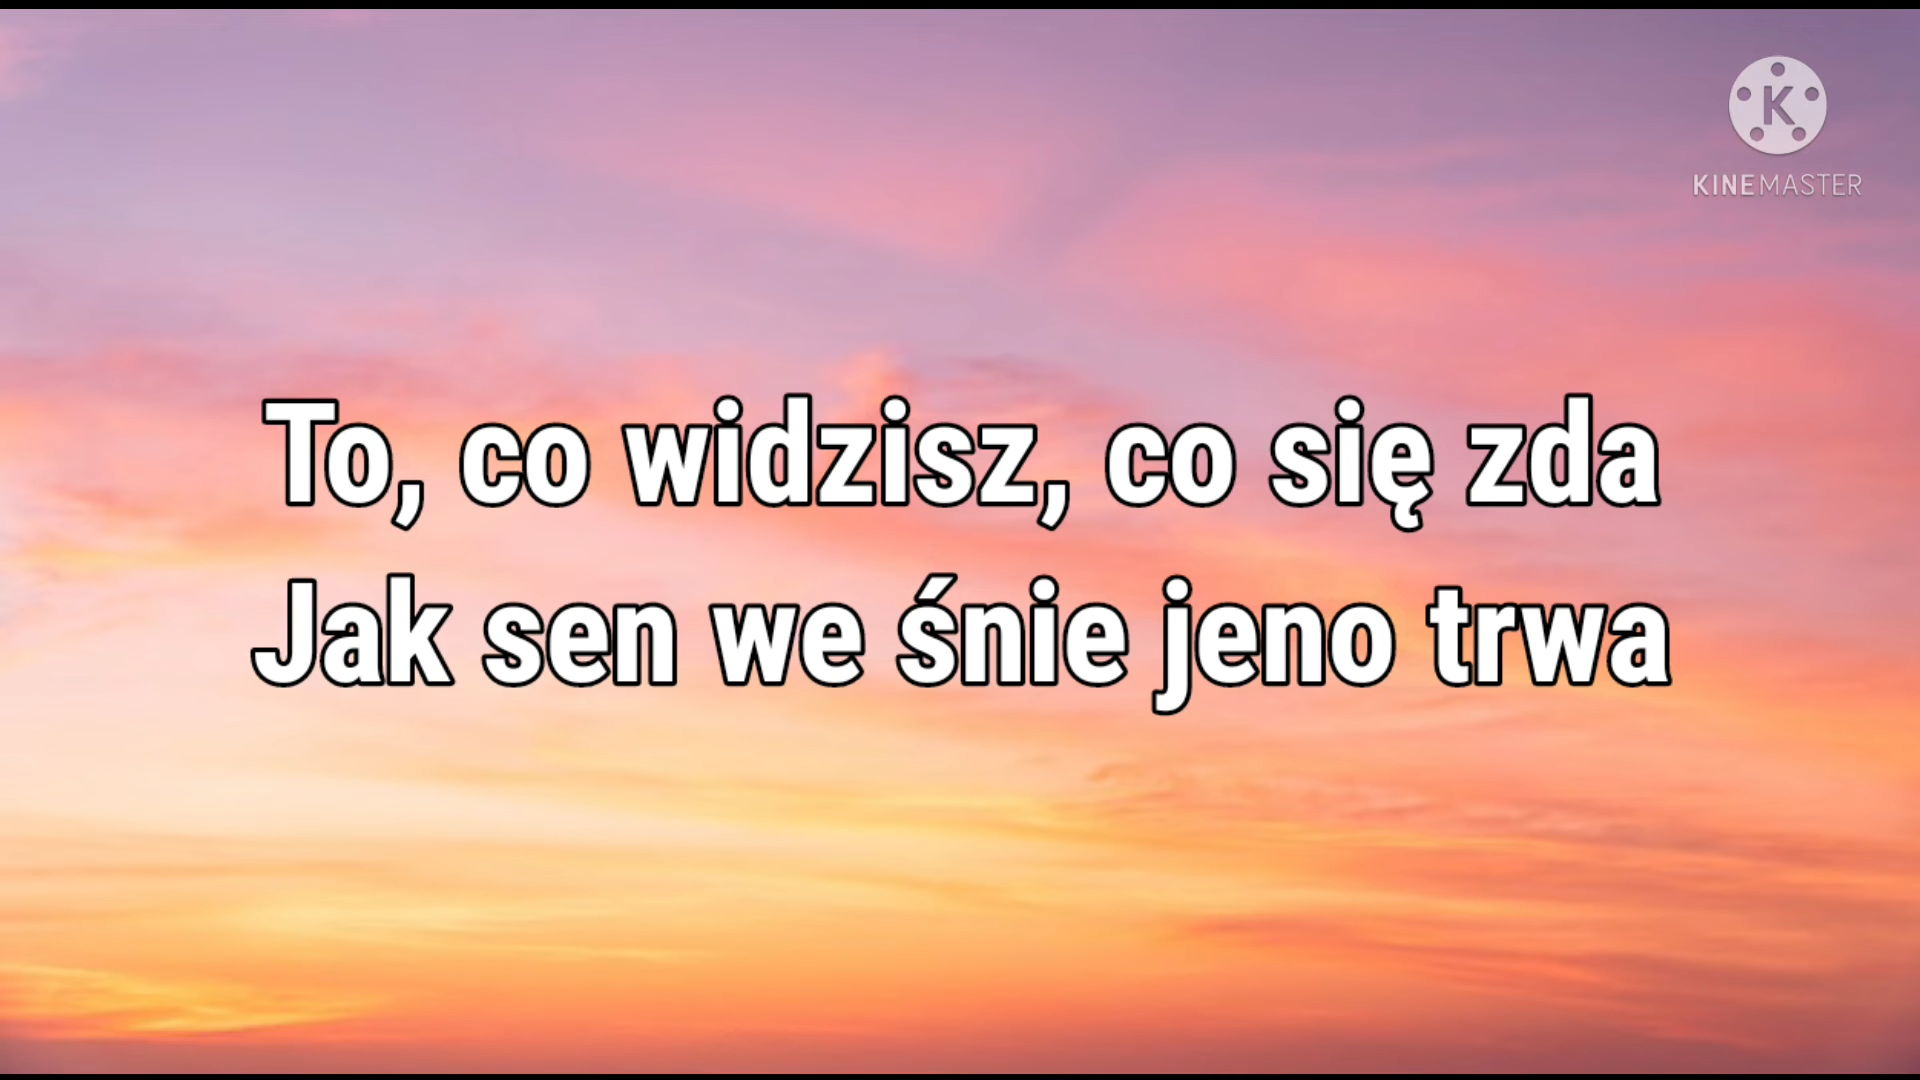 K
KINEMASTER
To, co widzisz, co się zda
Jak sen we śnie jeno trwa